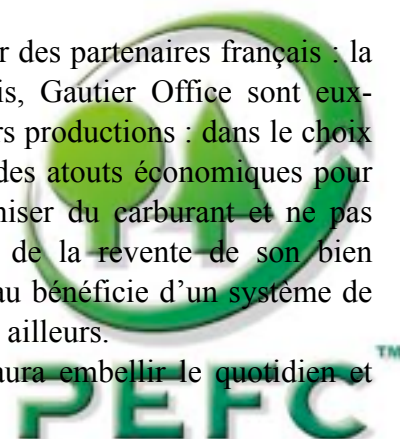 r des partenaires français : la
is, Gautier Office sont eux-
rs productions : dans le choix
des atouts économiques pour
niser du carburant et ne pas
de la revente de son bien
au bénéficie d’un système de
ailleurs.
aura embellir le quotidien et
PEFC™